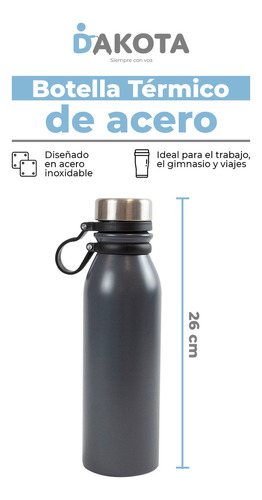 DAKOTA
Siempre con vos
Botella Térmico
de acero
Diseñado
en acero
inoxidable
Ideal para el trabajo,
el gimnasio y viajes
26 cm